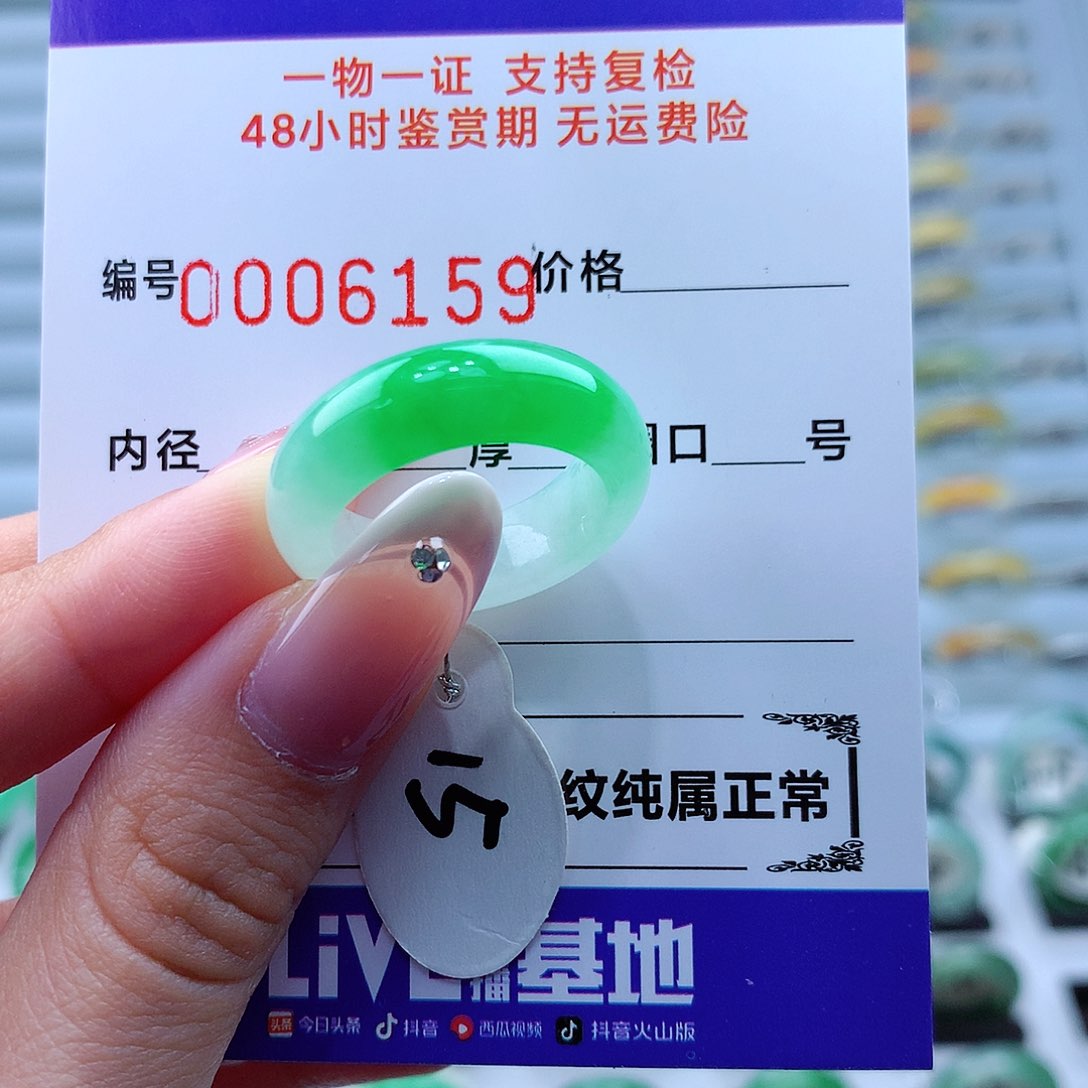 一物一证 支持复检
48小时鉴赏期 无运费险
编号0006159价格
内径 厚 口 号
15
纹纯属正常
LiVE 播基地
头条 今日头条 抖音 西瓜视频 抖音火山版